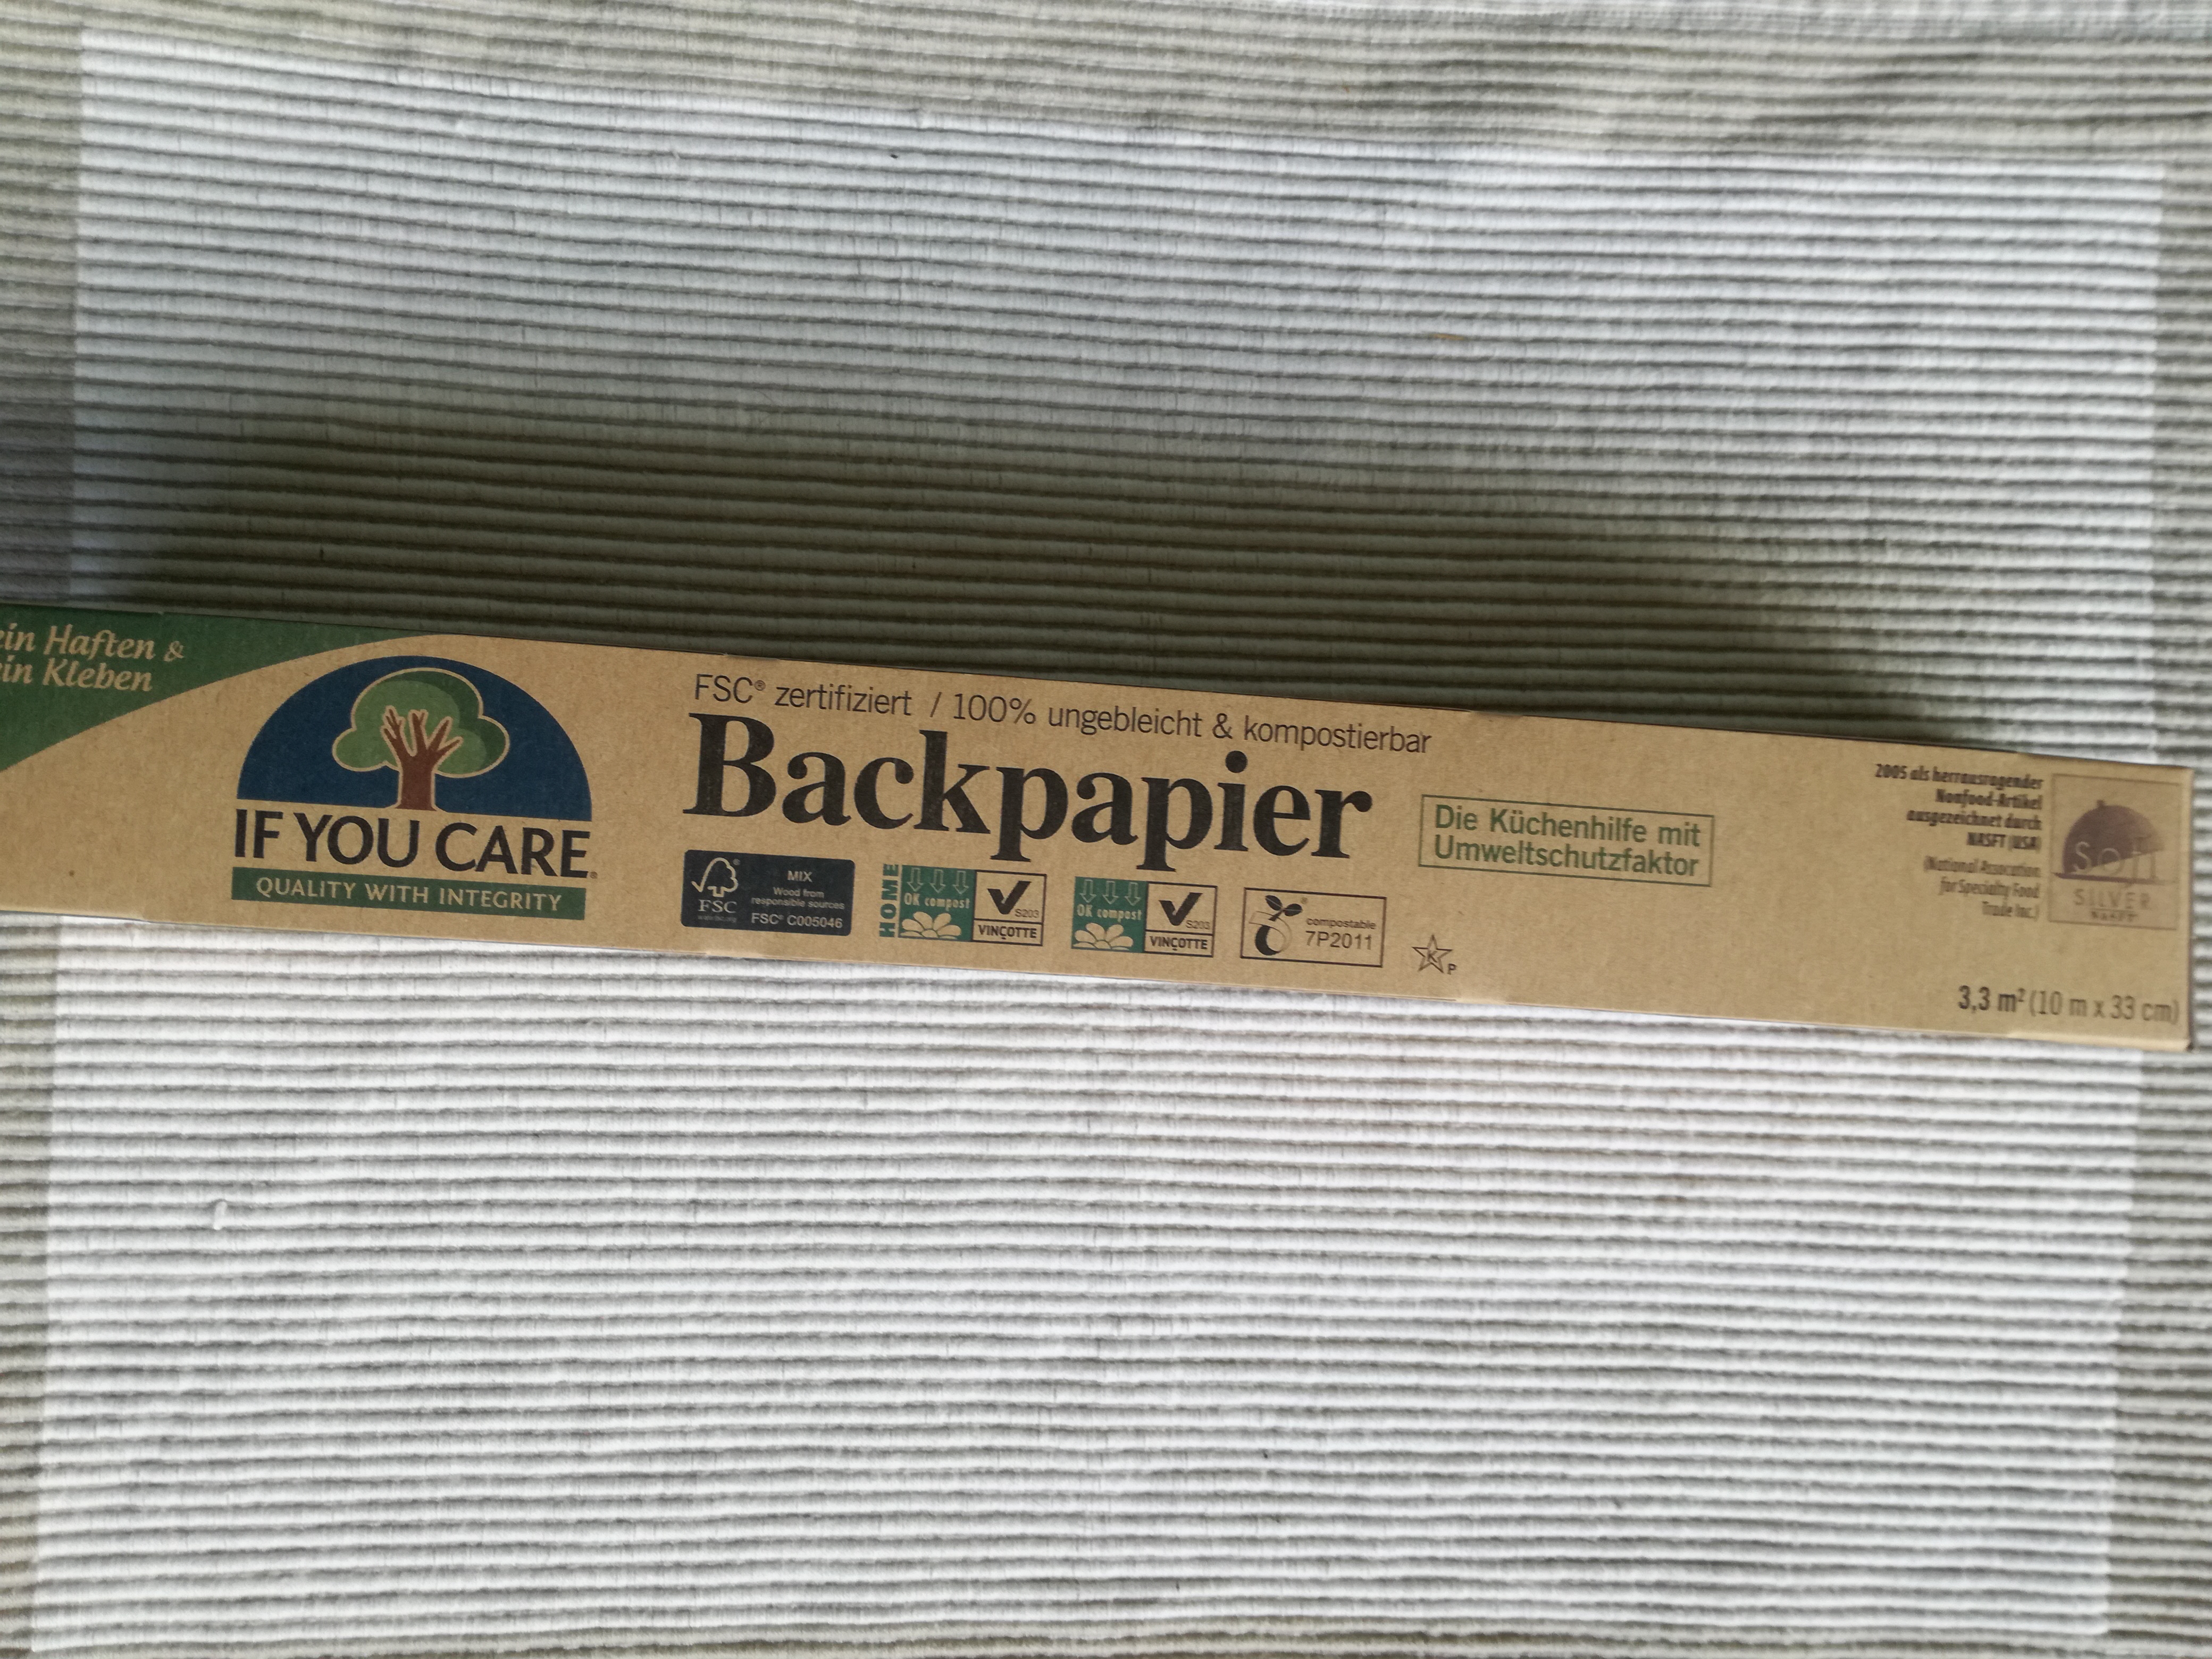 ein Haften &
ein Kleben
IF YOU CARE
QUALITY WITH INTEGRITY
FSC® zertifiziert / 100% ungebleicht & kompostierbar
Backpapier
Die Küchenhilfe mit
Umweltschutzfaktor
FSC
MIX
Wood from
responsible sources
FSC® C005046
HOME
OK compost
S203
VINÇOTTE
OK compost
S203
VINÇOTTE
compostable
7P2011
K
P
2005 als herrausragender
Nonfood-Artikel
ausgezeichnet durch
NASFT (USA)
(National Assocation
for Specialty Food
Trade Inc.)
sofi
SILVER
NASFT
3,3 m² (10 m x 33 cm)